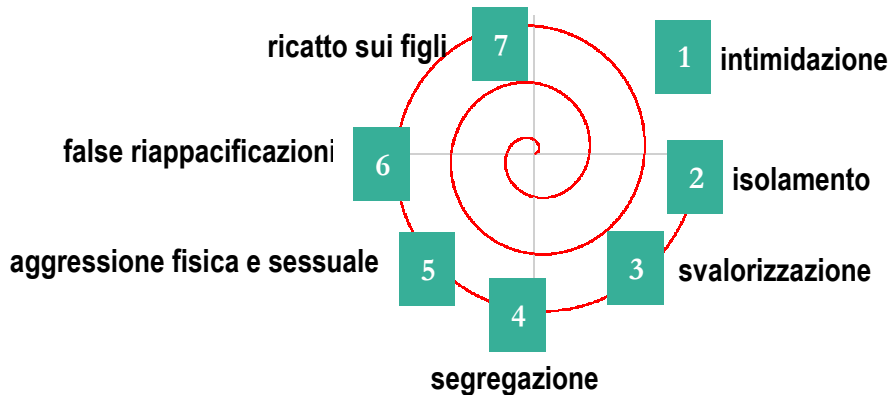 ricatto sui figli 7
1 intimidazione
false riappacificazioni 6
2 isolamento
aggressione fisica e sessuale 5
3 svalorizzazione
4
segregazione